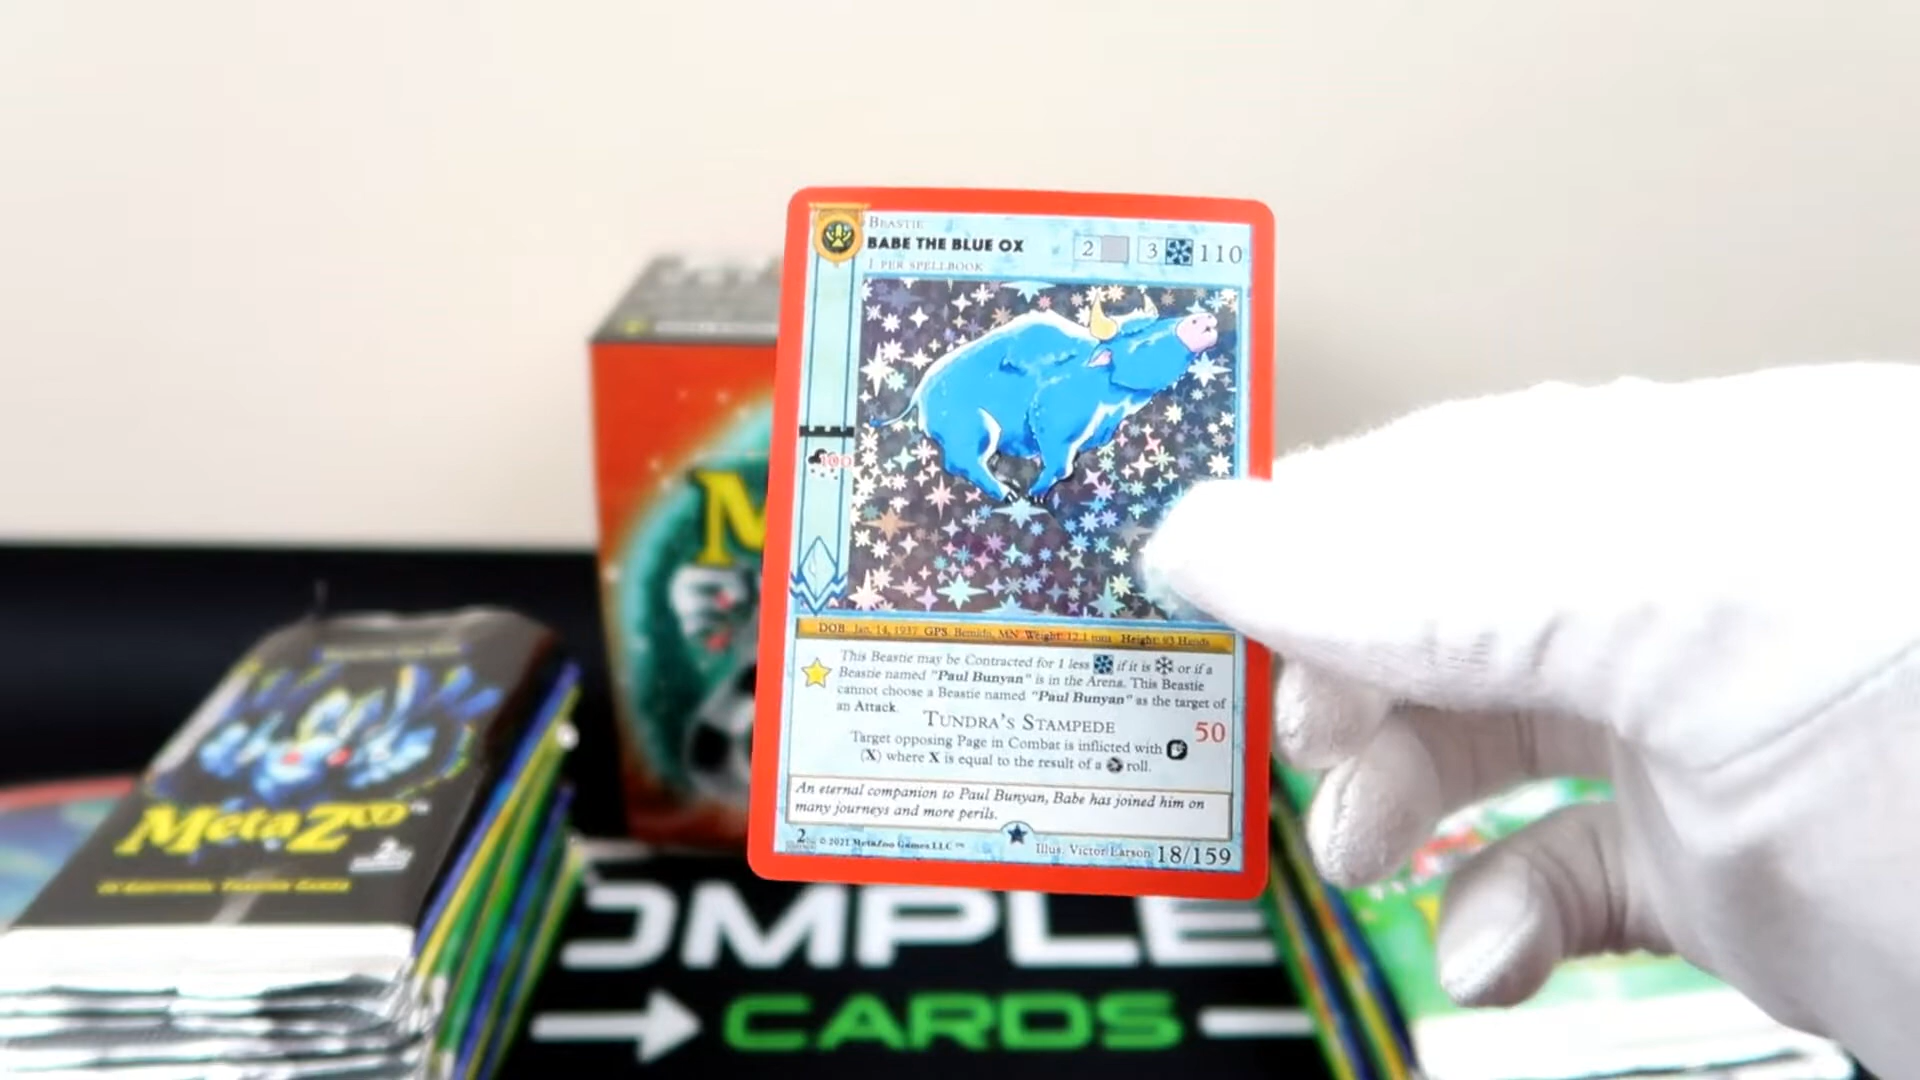 BEASTIE
BABE THE BLUE OX
2 3 110
1 PER SPELLBOOK
100
DOB. Jan. 14, 1937 GPS. Bemidji, MN Weight: 12.1 tons Height: 93 Hands
This Beastie may be Contracted for 1 less if it is or if a
Beastie named "Paul Bunyan" is in the Arena. This Beastie
cannot choose a Beastie named "Paul Bunyan" as the target of
an Attack.
TUNDRA'S STAMPEDE 50
Target opposing Page in Combat is inflicted with
(X) where X is equal to the result of a roll.
An eternal companion to Paul Bunyan, Babe has joined him on
many journeys and more perils.
2 © 2021 MetaZoo Games LLC ™ Illus. Victor Larson 18/159
MetaZoo™
2
M
OMPLE
CARDS